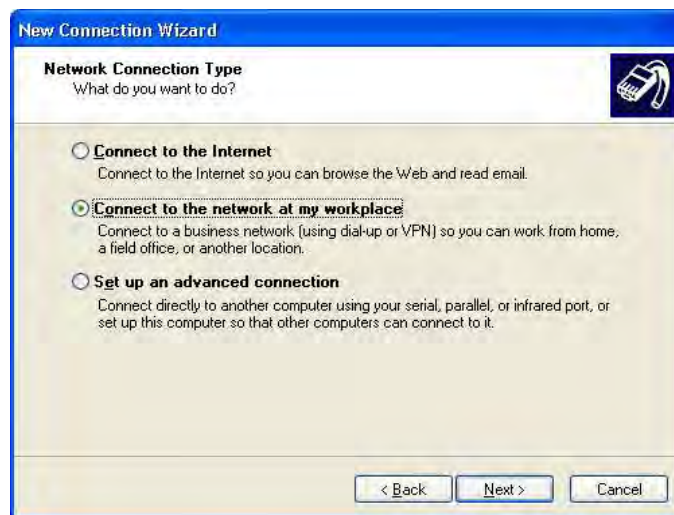 New Connection Wizard
Network Connection Type
What do you want to do?
Connect to the Internet
Connect to the Internet so you can browse the Web and read email.
Connect to the network at my workplace
Connect to a business network (using dial-up or VPN) so you can work from home,
a field office, or another location.
Set up an advanced connection
Connect directly to another computer using your serial, parallel, or infrared port, or
set up this computer so that other computers can connect to it.
< Back Next > Cancel